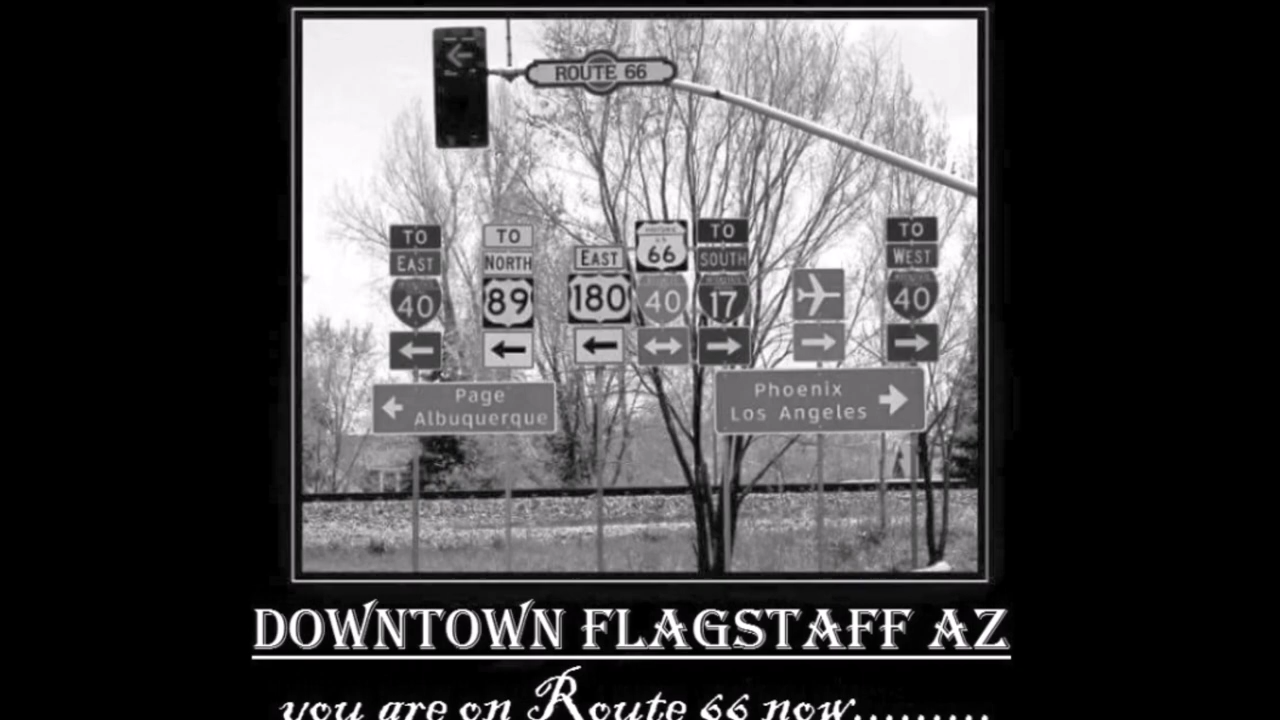 ROUTE 66
TO
EAST
40
TO
NORTH
89
EAST
180
HISTORIC
66
40
TO
SOUTH
17
TO
WEST
40
Page
Albuquerque
Phoenix
Los Angeles
DOWNTOWN FLAGSTAFF AZ
you are on Route 66 now.........